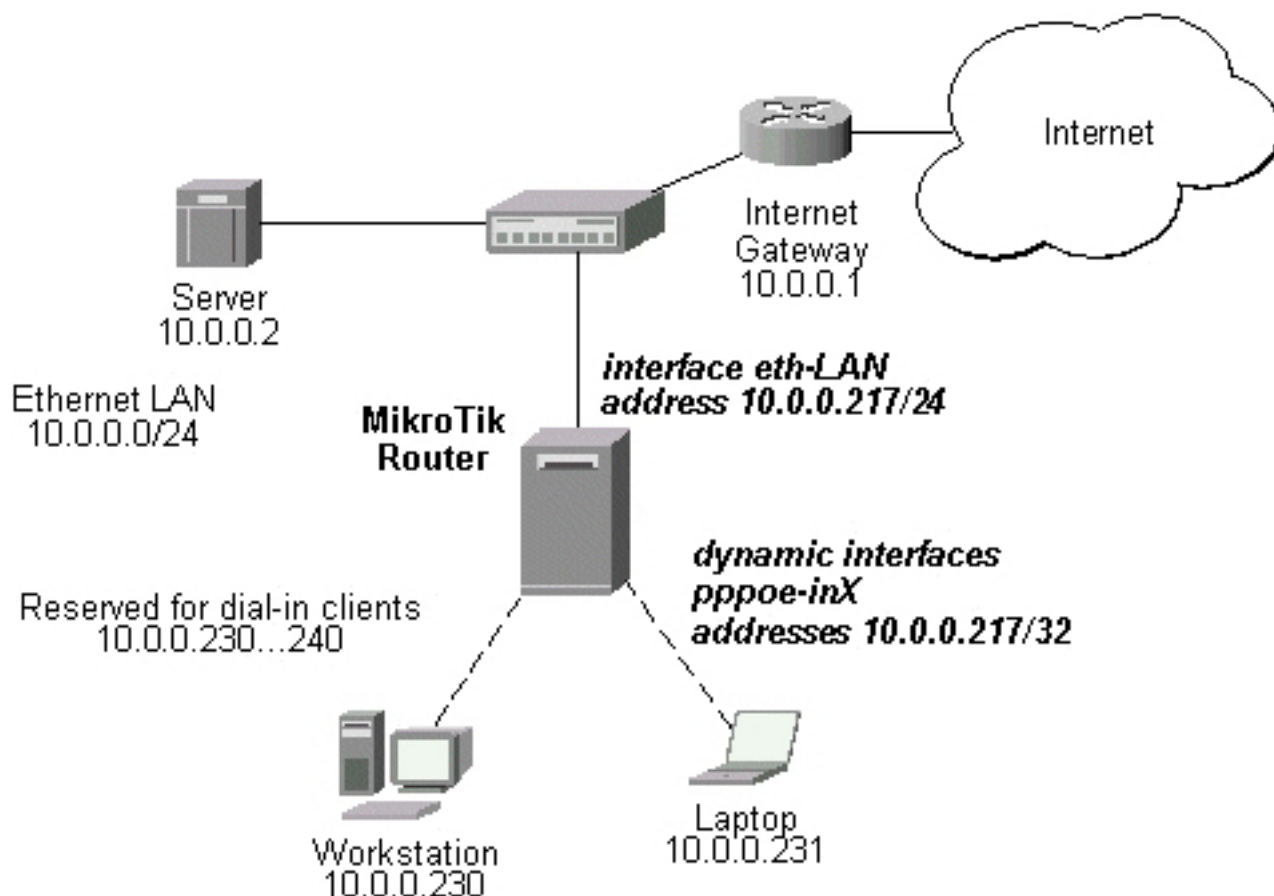 Internet
Internet
Gateway
10.0.0.1
Server
10.0.0.2
Ethernet LAN
10.0.0.0/24
interface eth-LAN
address 10.0.0.217/24
MikroTik
Router
dynamic interfaces
pppoe-inX
addresses 10.0.0.217/32
Reserved for dial-in clients
10.0.0.230...240
Workstation
10.0.0.230
Laptop
10.0.0.231